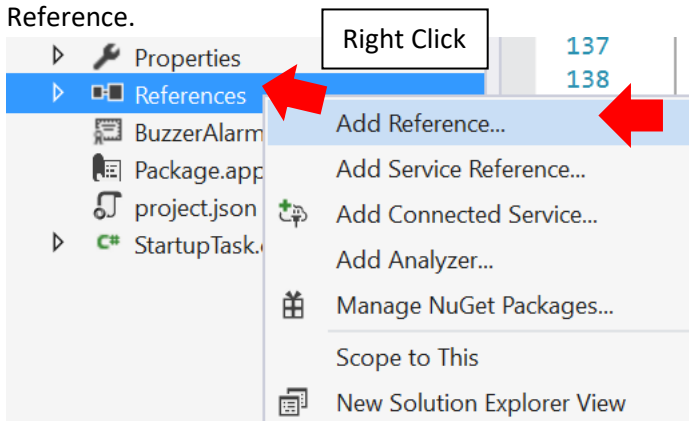 Reference.
Right Click
137
138
Properties
References
BuzzerAlarm
Package.app
project.json
C# StartupTask.
Add Reference...
Add Service Reference...
Add Connected Service...
Add Analyzer...
Manage NuGet Packages...
Scope to This
New Solution Explorer View